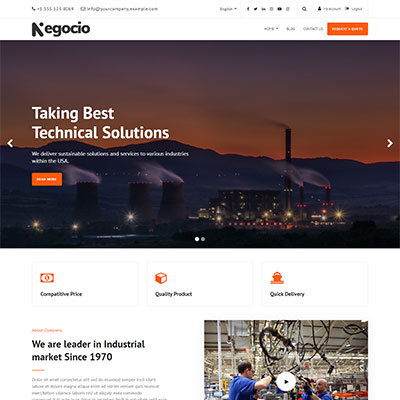 +1 555-525-8069 info@yourcompany.example.com English
Negocio
HOME BLOG CONTACT US REQUEST A QUOTE
My Account Logout
Taking Best
Technical Solutions
We deliver sustainable solutions and services to various industries
within the USA.
READ MORE
Compatitive Price
Quality Product
Quick Delivery
About Company
We are leader in Industrial
market Since 1970